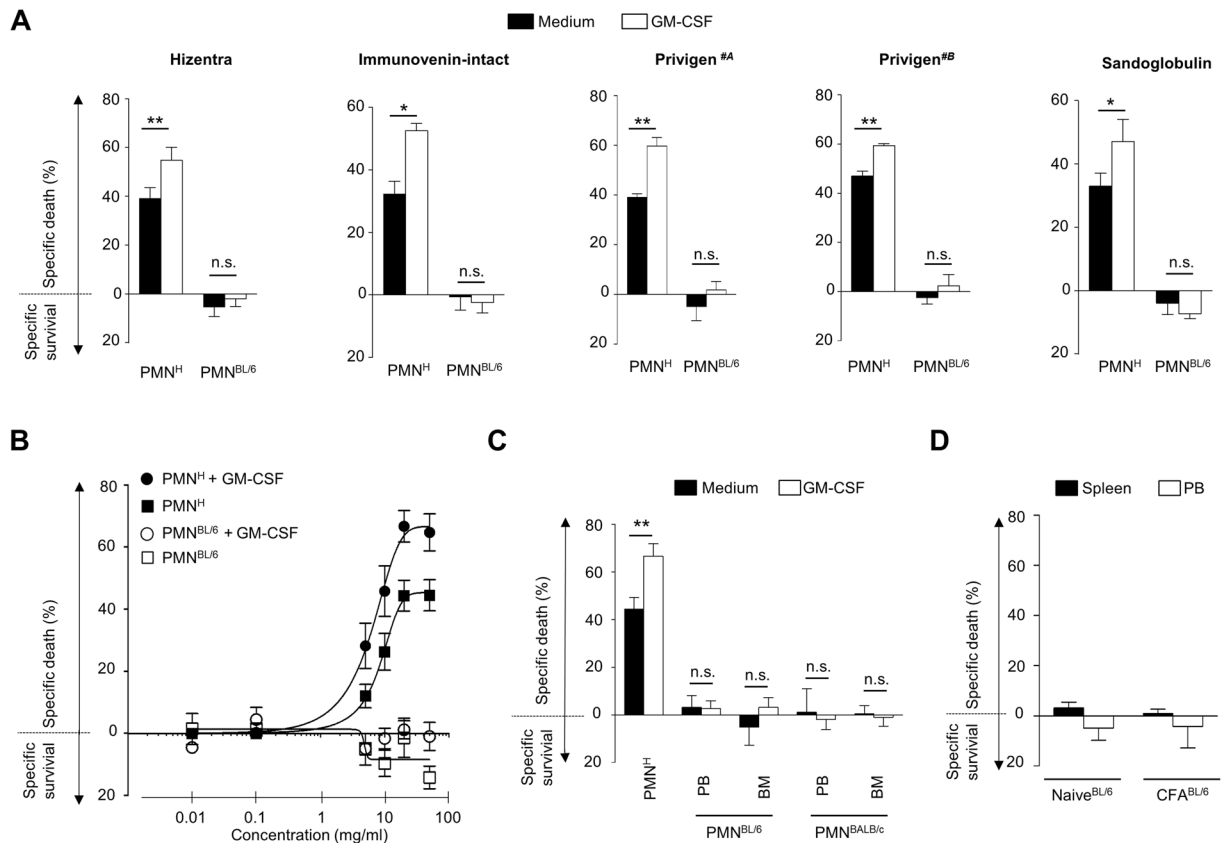 A
Medium GM-CSF
Hizentra Immunovenin-intact Privigen #A Privigen#B Sandoglobulin
Specific death (%)
Specific
survivial
80
60
40
20
0
20
**
n.s.
PMNH PMNBL/6
60
40
20
0
20
*
n.s.
PMNH PMNBL/6
80
60
40
20
0
20
**
n.s.
PMNH PMNBL/6
80
60
40
20
0
20
**
n.s.
PMNH PMNBL/6
60
40
20
0
20
*
n.s.
PMNH PMNBL/6
B
PMNH + GM-CSF
PMNH
PMNBL/6 + GM-CSF
PMNBL/6
Specific death (%)
Specific
survivial
100
80
60
40
20
0
20
0.01 0.1 1 10 100
Concentration (mg/ml)
C
Medium GM-CSF
Specific death (%)
Specific
survivial
80
60
40
20
0
20
**
n.s. n.s. n.s. n.s.
PMNH PB BM PB BM
PMNBL/6 PMNBALB/c
D
Spleen PB
Specific death (%)
Specific
survivial
80
60
40
20
0
20
NaiveBL/6 CFABL/6